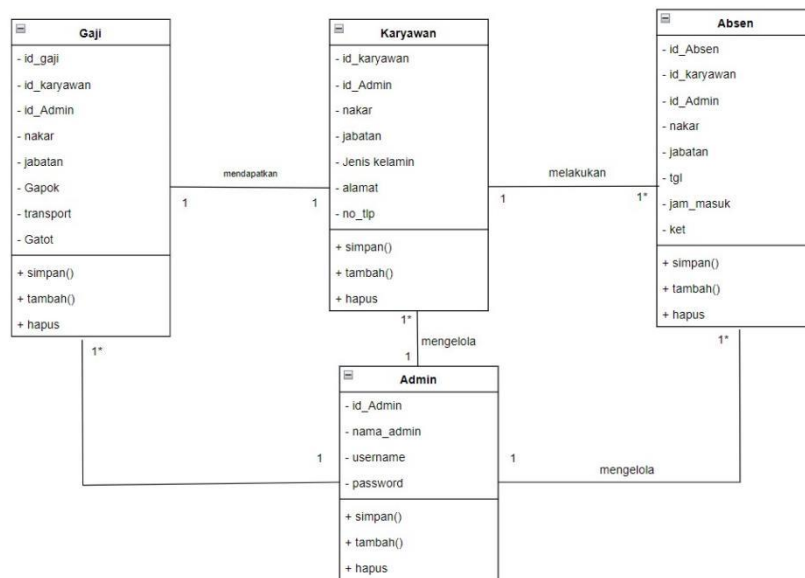 Gaji
- id_gaji
- id_karyawan
- id_Admin
- nakar
- jabatan
- Gapok
- transport
- Gatot
+ simpan()
+ tambah()
+ hapus
mendapatkan
1
1
Karyawan
- id_karyawan
- id_Admin
- nakar
- jabatan
- Jenis kelamin
- alamat
- no_tlp
+ simpan()
+ tambah()
+ hapus
melakukan
1
1*
Absen
- id_Absen
- id_karyawan
- id_Admin
- nakar
- jabatan
- tgl
- jam_masuk
- ket
+ simpan()
+ tambah()
+ hapus
1*
1*
1*
mengelola
1
Admin
- id_Admin
- nama_admin
- username
- password
+ simpan()
+ tambah()
+ hapus
1
1
mengelola